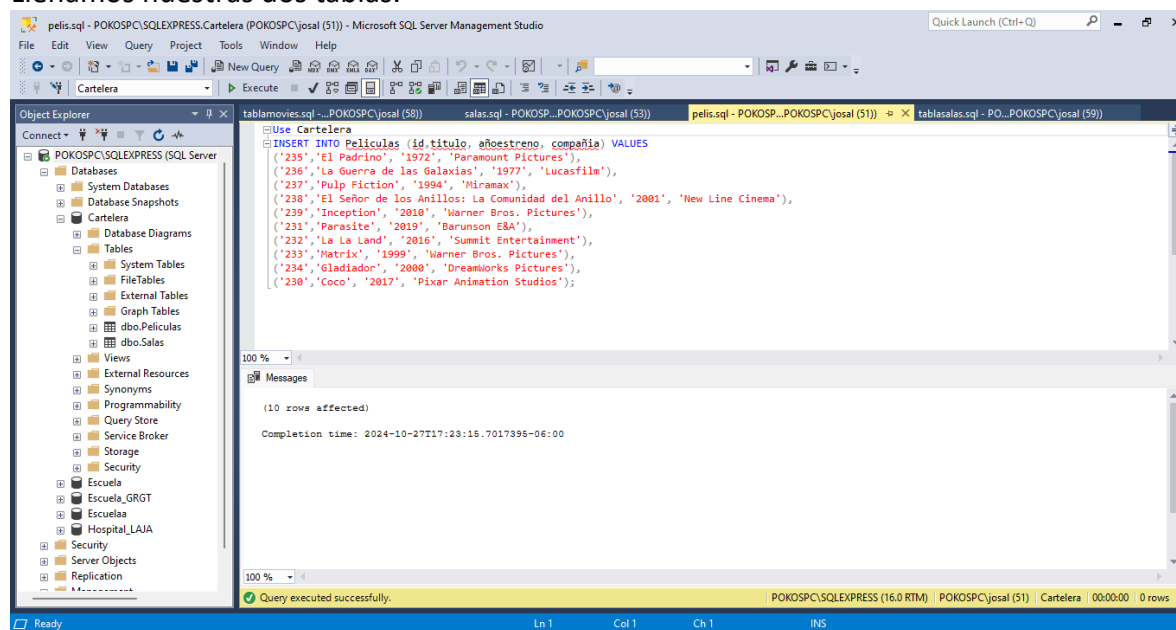 Llenamos nuestras dos tablas.
pelis.sql - POKOSPC\SQLEXPRESS.Cartelera (POKOSPC\josal (51)) - Microsoft SQL Server Management Studio
Quick Launch (Ctrl+Q)
File Edit View Query Project Tools Window Help
New Query
Cartelera
Execute
Object Explorer
tablamovies.sql -...POKOSPC\josal (58))
salas.sql - POKOSP...POKOSPC\josal (53))
pelis.sql - POKOSP...POKOSPC\josal (51))
tablasalas.sql - PO...POKOSPC\josal (59))
Connect
POKOSPC\SQLEXPRESS (SQL Server
Databases
System Databases
Database Snapshots
Cartelera
Database Diagrams
Tables
System Tables
FileTables
External Tables
Graph Tables
dbo.Peliculas
dbo.Salas
Views
External Resources
Synonyms
Programmability
Query Store
Service Broker
Storage
Security
Escuela
Escuela_GRGT
Escuelaa
Hospital_LAJA
Security
Server Objects
Replication
Management
Use Cartelera
INSERT INTO Peliculas (id,titulo, añoestreno, compañia) VALUES
('235','El Padrino', '1972', 'Paramount Pictures'),
('236','La Guerra de las Galaxias', '1977', 'Lucasfilm'),
('237','Pulp Fiction', '1994', 'Miramax'),
('238','El Señor de los Anillos: La Comunidad del Anillo', '2001', 'New Line Cinema'),
('239','Inception', '2010', 'Warner Bros. Pictures'),
('231','Parasite', '2019', 'Barunson E&A'),
('232','La La Land', '2016', 'Summit Entertainment'),
('233','Matrix', '1999', 'Warner Bros. Pictures'),
('234','Gladiador', '2000', 'DreamWorks Pictures'),
('230','Coco', '2017', 'Pixar Animation Studios');
100 %
Messages
(10 rows affected)
Completion time: 2024-10-27T17:23:15.7017395-06:00
100 %
Query executed successfully.
POKOSPC\SQLEXPRESS (16.0 RTM) POKOSPC\josal (51) Cartelera 00:00:00 0 rows
Ready Ln 1 Col 1 Ch 1 INS